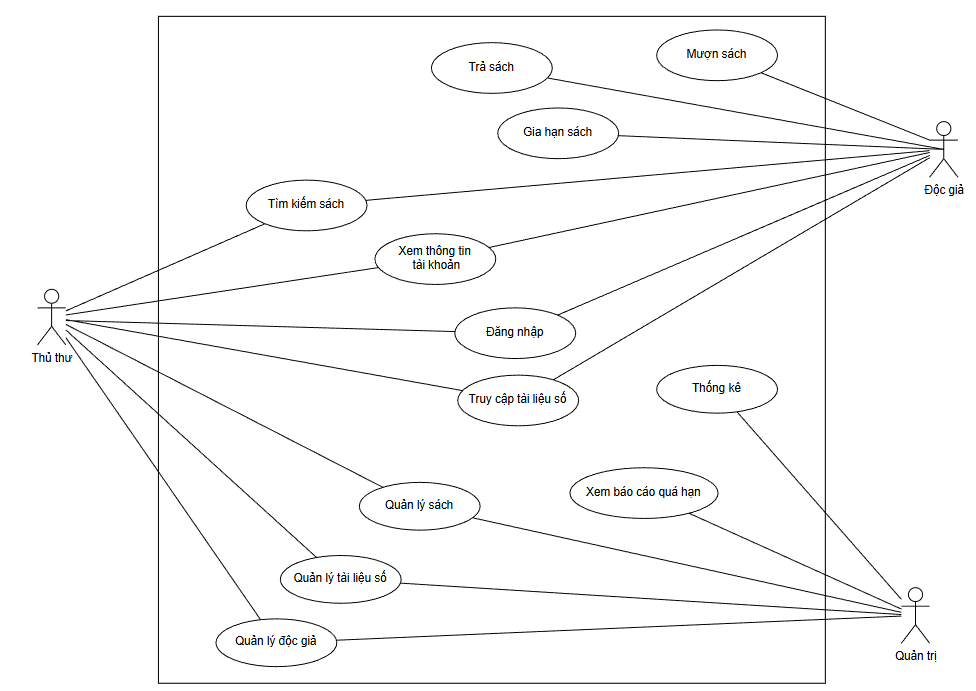 Mượn sách
Trả sách
Gia hạn sách
Độc giả
Tìm kiếm sách
Xem thông tin
tài khoản
Đăng nhập
Thủ thư
Thống kê
Truy cập tài liệu số
Xem báo cáo quá hạn
Quản lý sách
Quản lý tài liệu số
Quản lý độc giả
Quản trị